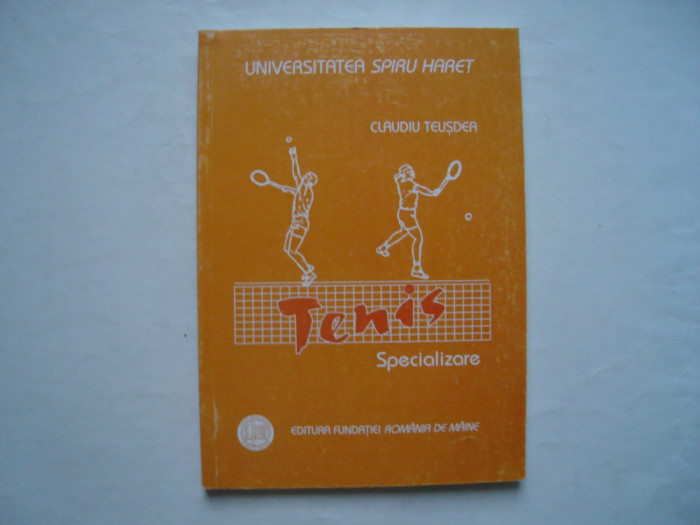 UNIVERSITATEA SPIRU HARET
CLAUDIU TEUŞDEA
Tenis
Specializare
EDITURA FUNDAŢIEI ROMÂNIA DE MÂINE